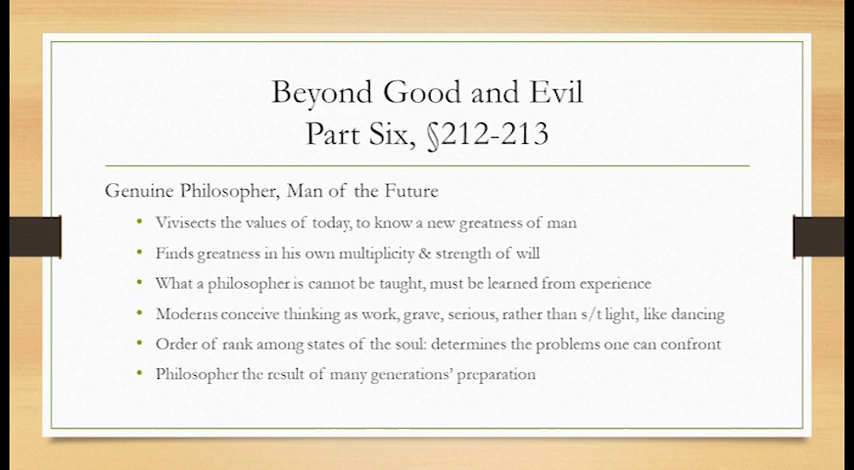 Beyond Good and Evil
Part Six, §212-213
Genuine Philosopher, Man of the Future
• Vivisects the values of today, to know a new greatness of man
• Finds greatness in his own multiplicity & strength of will
• What a philosopher is cannot be taught, must be learned from experience
• Moderns conceive thinking as work, grave, serious, rather than s/t light, like dancing
• Order of rank among states of the soul: determines the problems one can confront
• Philosopher the result of many generations’ preparation